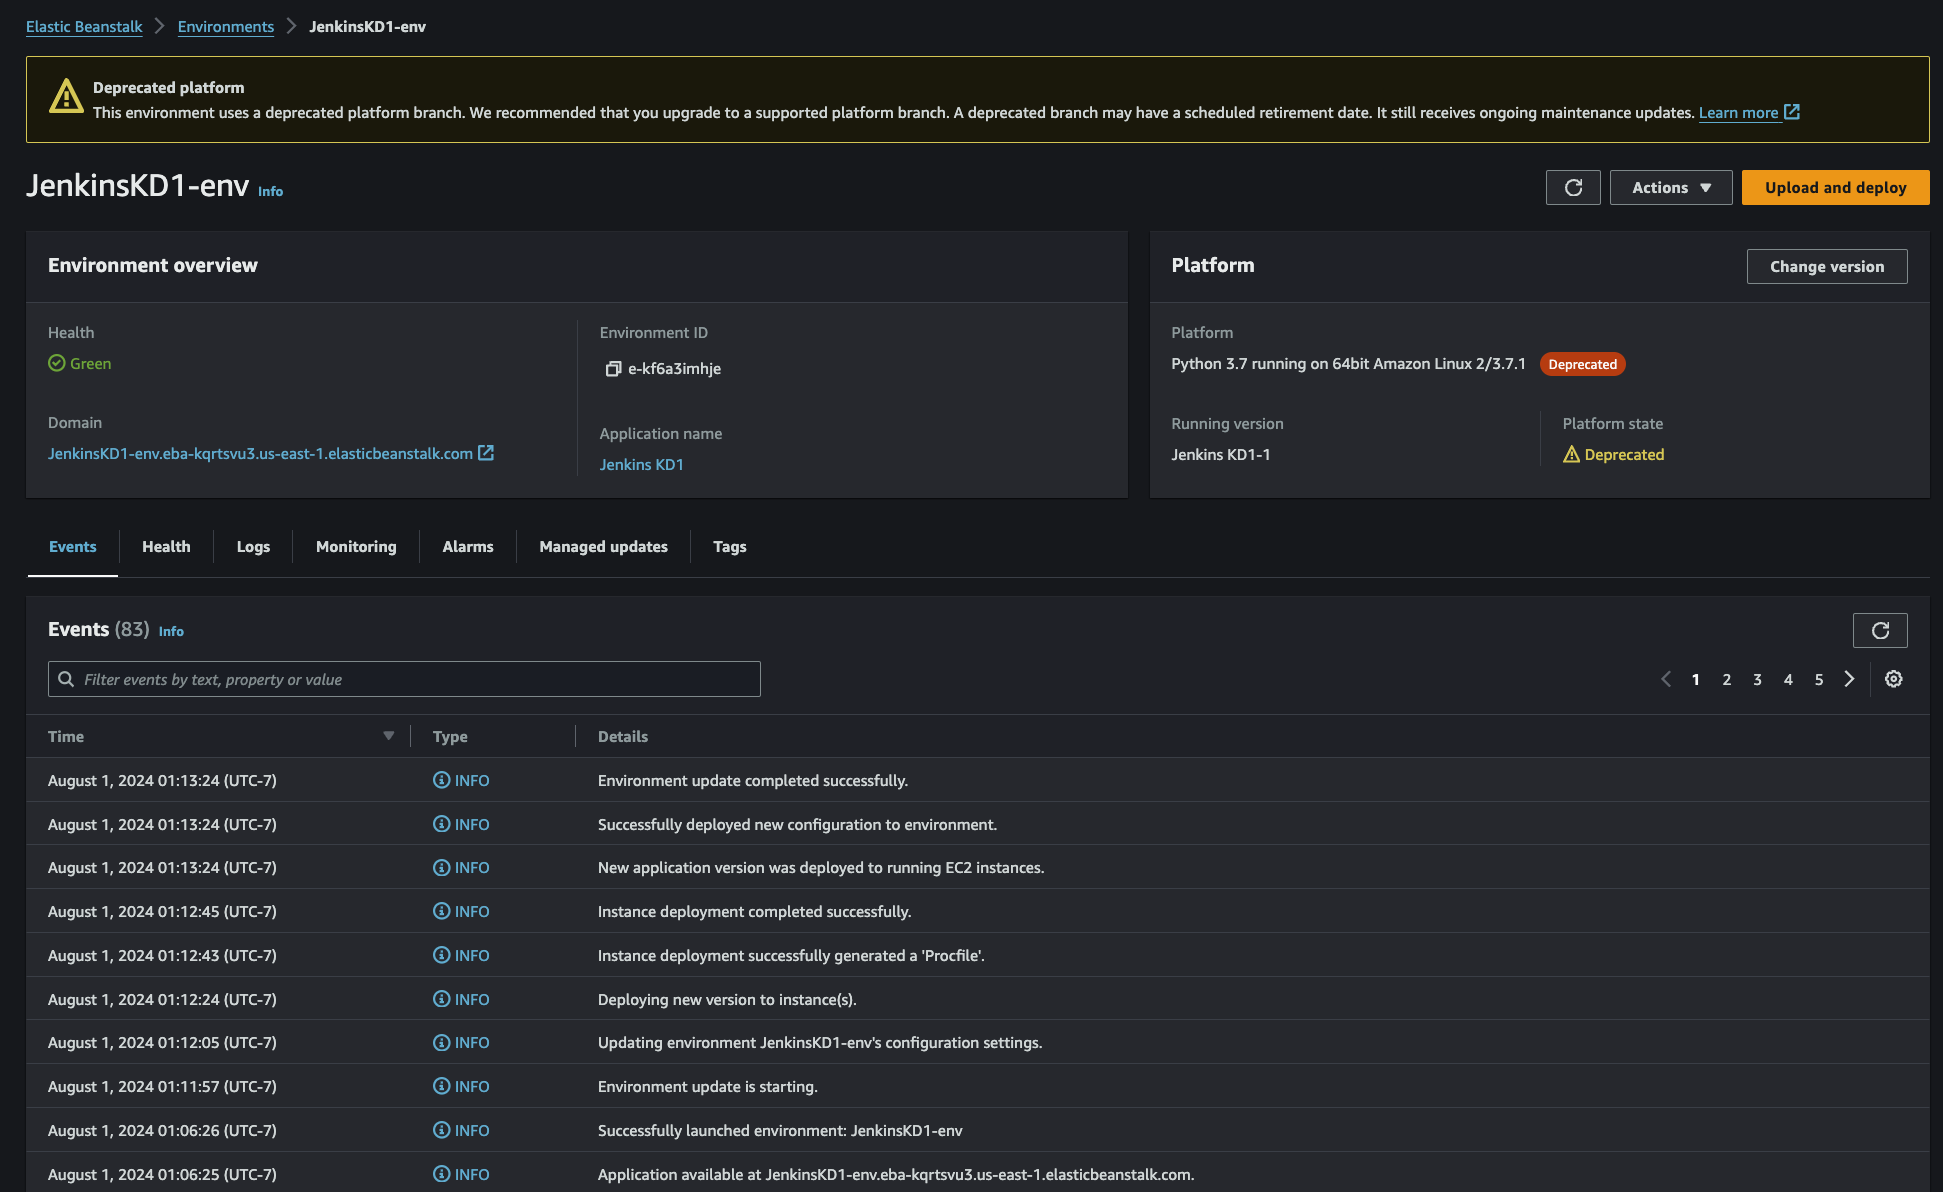 Elastic Beanstalk > Environments > JenkinsKD1-env
Deprecated platform
This environment uses a deprecated platform branch. We recommended that you upgrade to a supported platform branch. A deprecated branch may have a scheduled retirement date. It still receives ongoing maintenance updates. Learn more
JenkinsKD1-env Info
Actions
Upload and deploy
Environment overview
Health
Green
Domain
JenkinsKD1-env.eba-kqrtsvu3.us-east-1.elasticbeanstalk.com
Environment ID
e-kf6a3imhje
Application name
Jenkins KD1
Platform
Change version
Platform
Python 3.7 running on 64bit Amazon Linux 2/3.7.1 Deprecated
Running version
Jenkins KD1-1
Platform state
Deprecated
Events Health Logs Monitoring Alarms Managed updates Tags
Events (83) Info
Filter events by text, property or value
1 2 3 4 5
Time Type Details
August 1, 2024 01:13:24 (UTC-7) INFO Environment update completed successfully.
August 1, 2024 01:13:24 (UTC-7) INFO Successfully deployed new configuration to environment.
August 1, 2024 01:13:24 (UTC-7) INFO New application version was deployed to running EC2 instances.
August 1, 2024 01:12:45 (UTC-7) INFO Instance deployment completed successfully.
August 1, 2024 01:12:43 (UTC-7) INFO Instance deployment successfully generated a 'Procfile'.
August 1, 2024 01:12:24 (UTC-7) INFO Deploying new version to instance(s).
August 1, 2024 01:12:05 (UTC-7) INFO Updating environment JenkinsKD1-env's configuration settings.
August 1, 2024 01:11:57 (UTC-7) INFO Environment update is starting.
August 1, 2024 01:06:26 (UTC-7) INFO Successfully launched environment: JenkinsKD1-env
August 1, 2024 01:06:25 (UTC-7) INFO Application available at JenkinsKD1-env.eba-kqrtsvu3.us-east-1.elasticbeanstalk.com.